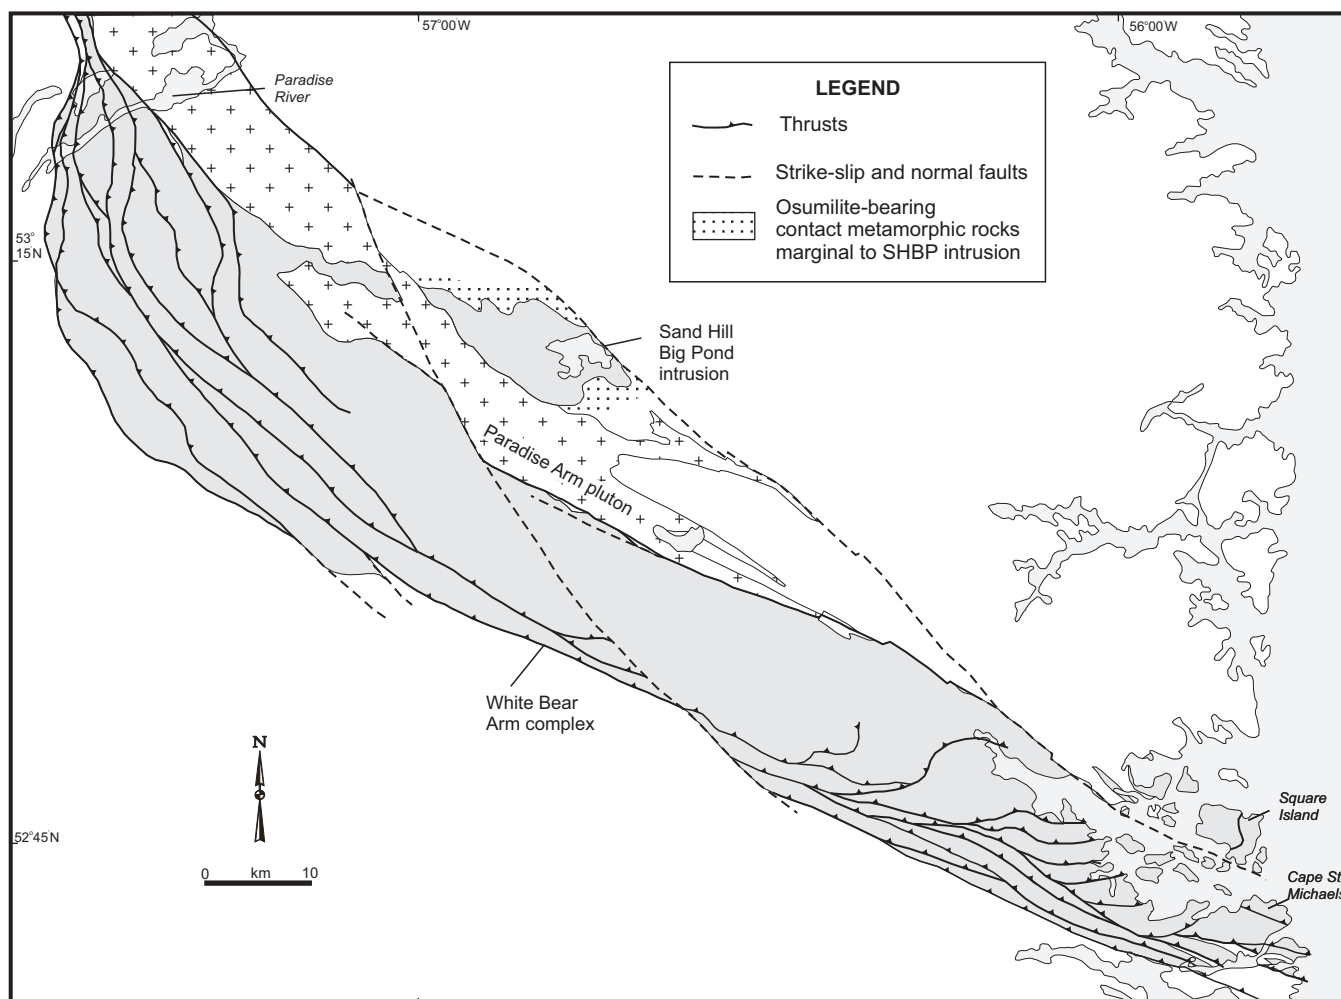 57°00W
56°00W
Paradise
River
LEGEND
Thrusts
Strike-slip and normal faults
Osumilite-bearing
contact metamorphic rocks
marginal to SHBP intrusion
53°
15N
Sand Hill
Big Pond
intrusion
Paradise Arm pluton
White Bear
Arm complex
N
52°45N
0 km 10
Square
Island
Cape St
Michaels